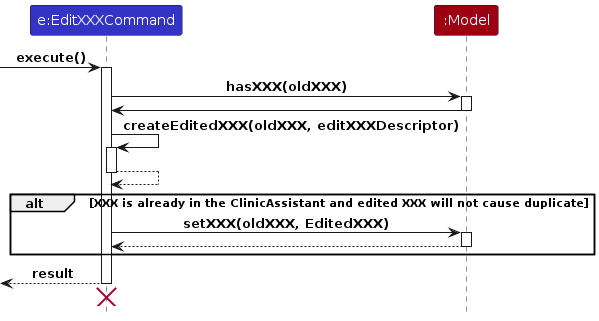 e:EditXXXCommand
:Model
execute()
hasXXX(oldXXX)
createEditedXXX(oldXXX, editXXXDescriptor)
alt [XXX is already in the ClinicAssistant and edited XXX will not cause duplicate]
setXXX(oldXXX, EditedXXX)
result